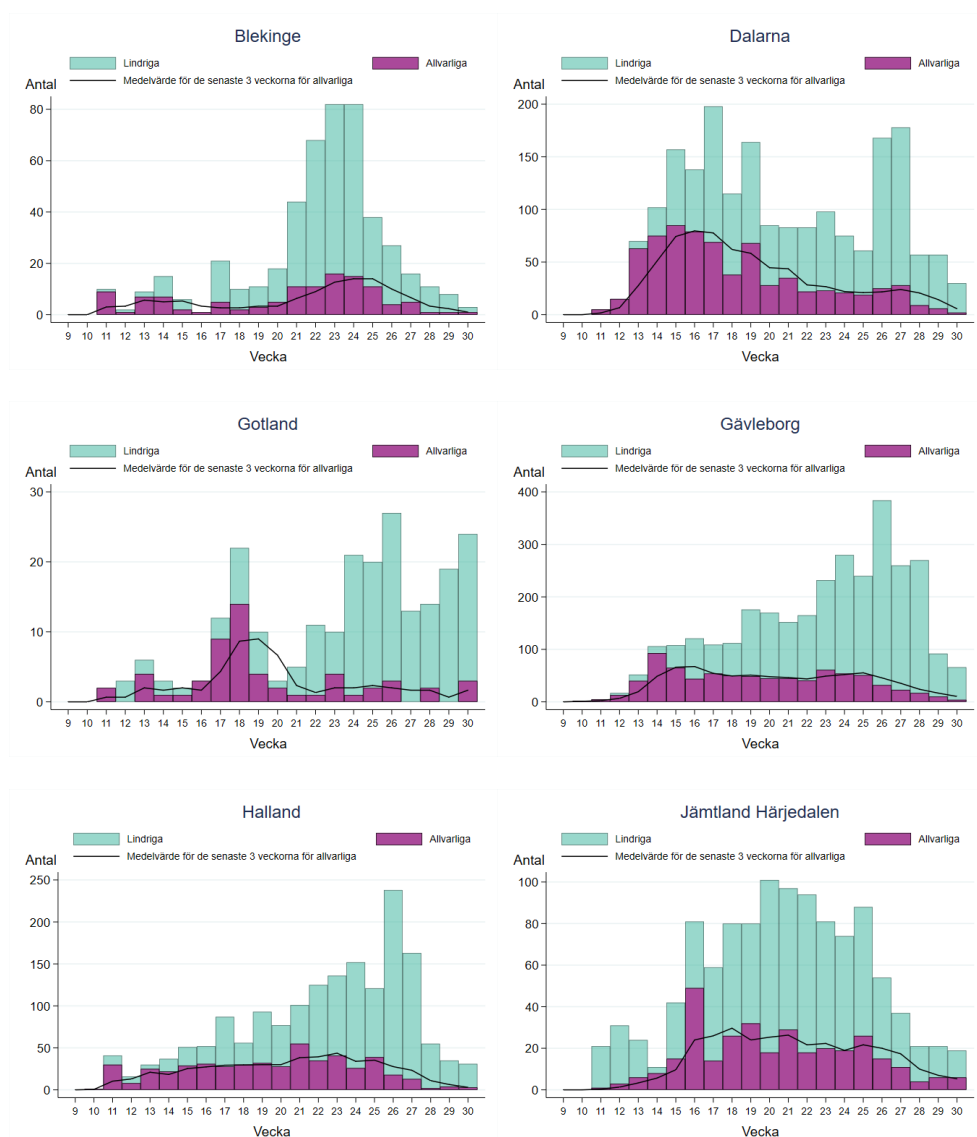 Blekinge
Lindriga Allvarliga
Medelvärde för de senaste 3 veckorna för allvarliga
Antal
80
60
40
20
0
9 10 11 12 13 14 15 16 17 18 19 20 21 22 23 24 25 26 27 28 29 30
Vecka
Dalarna
Lindriga Allvarliga
Medelvärde för de senaste 3 veckorna för allvarliga
Antal
200
150
100
50
0
9 10 11 12 13 14 15 16 17 18 19 20 21 22 23 24 25 26 27 28 29 30
Vecka
Gotland
Lindriga Allvarliga
Medelvärde för de senaste 3 veckorna för allvarliga
Antal
30
20
10
0
9 10 11 12 13 14 15 16 17 18 19 20 21 22 23 24 25 26 27 28 29 30
Vecka
Gävleborg
Lindriga Allvarliga
Medelvärde för de senaste 3 veckorna för allvarliga
Antal
400
300
200
100
0
9 10 11 12 13 14 15 16 17 18 19 20 21 22 23 24 25 26 27 28 29 30
Vecka
Halland
Lindriga Allvarliga
Medelvärde för de senaste 3 veckorna för allvarliga
Antal
250
200
150
100
50
0
9 10 11 12 13 14 15 16 17 18 19 20 21 22 23 24 25 26 27 28 29 30
Vecka
Jämtland Härjedalen
Lindriga Allvarliga
Medelvärde för de senaste 3 veckorna för allvarliga
Antal
100
80
60
40
20
0
9 10 11 12 13 14 15 16 17 18 19 20 21 22 23 24 25 26 27 28 29 30
Vecka